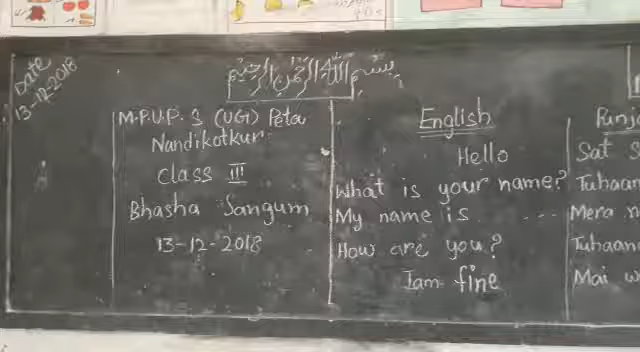 Date
13-12-2018
بسم الله الرحمن الرحيم
M.P.U.P. S (UG) Peta
Nandikotkur
Class III
Bhasha Sangum
13-12-2018
English
Hello
What is your name?
My name is ....
How are you?
I am fine
Punja
Sat S
Tuhaan
Mera n
Tuhaan
Mai w